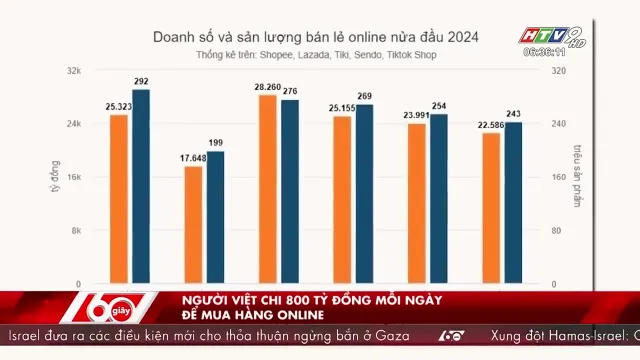 Doanh số và sản lượng bán lẻ online nửa đầu 2024
Thống kê trên: Shopee, Lazada, Tiki, Sendo, Tiktok Shop
HTV9 HD
06:36:11
32k
24k
16k
8k
0
tỷ đồng
25.323
292
17.648
199
28.260
276
25.155
269
23.991
254
22.586
243
320
240
160
80
0
triệu sản phẩm
60 giây
NGƯỜI VIỆT CHI 800 TỶ ĐỒNG MỖI NGÀY
ĐỂ MUA HÀNG ONLINE
Israel đưa ra các điều kiện mới cho thỏa thuận ngừng bắn ở Gaza
60
Xung đột Hamas-Israel: C